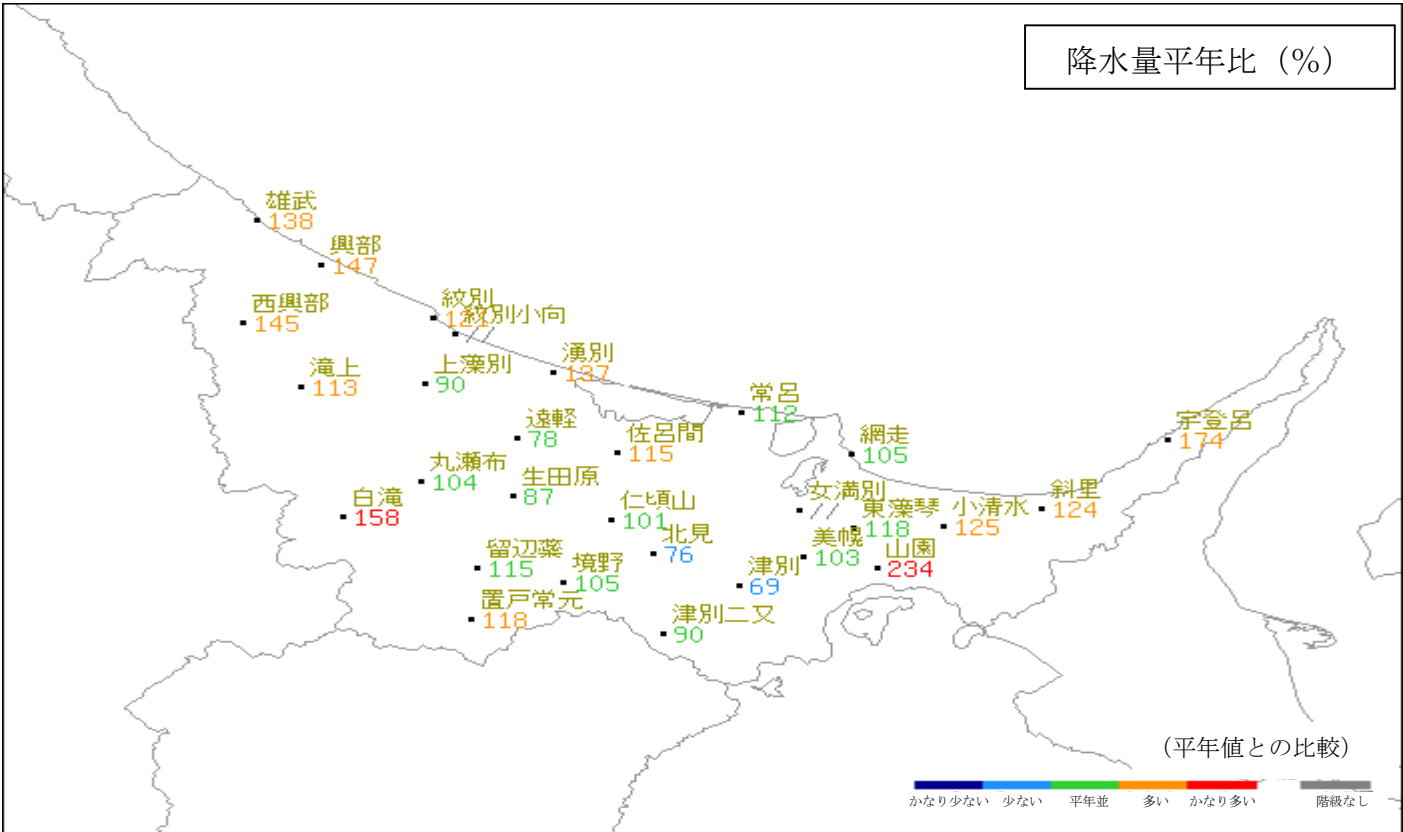 降水量平年比（%）
雄武
138
興部
147
西興部
145
紋別
121
紋別小向
//
滝上
113
上藻別
90
湧別
137
常呂
112
遠軽
78
佐呂間
115
網走
105
宇登呂
174
丸瀬布
104
生田原
87
白滝
158
仁頃山
101
女満別
//
東藻琴
118
小清水
125
斜里
124
北見
76
美幌
103
山園
234
留辺蘂
115
境野
105
津別
69
置戸常元
118
津別二又
90
（平年値との比較）
かなり少ない 少ない 平年並 多い かなり多い 階級なし